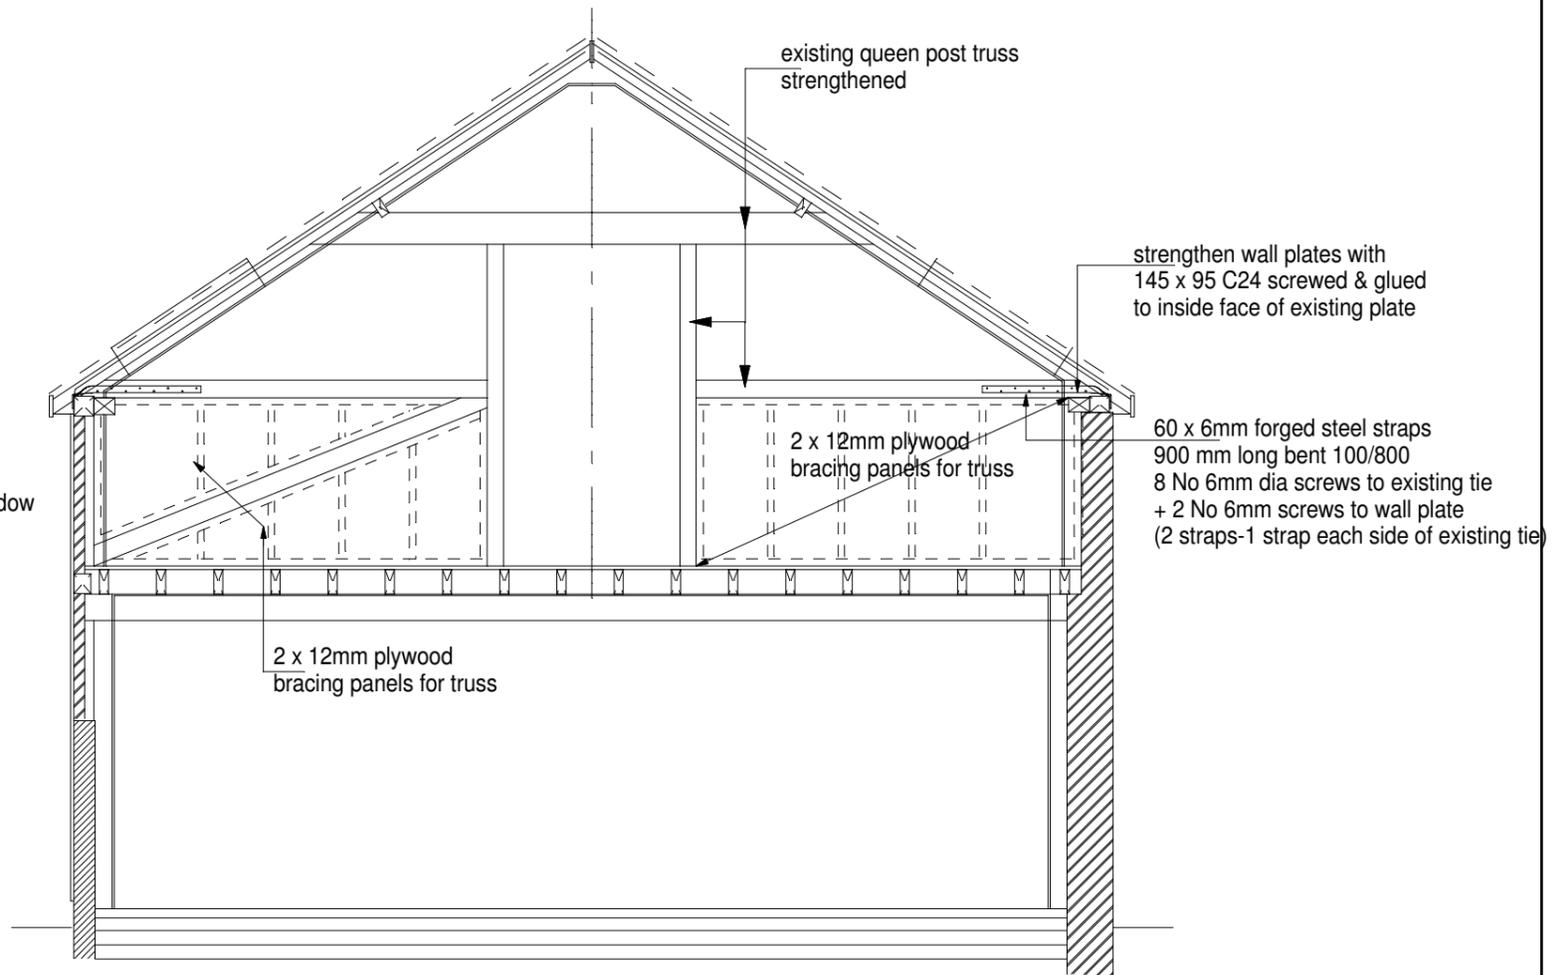 existing queen post truss
strengthened
strengthen wall plates with
145 x 95 C24 screwed & glued
to inside face of existing plate
60 x 6mm forged steel straps
900 mm long bent 100/800
8 No 6mm dia screws to existing tie
+ 2 No 6mm screws to wall plate
(2 straps-1 strap each side of existing tie)
2 x 12mm plywood
bracing panels for truss
dow
2 x 12mm plywood
bracing panels for truss